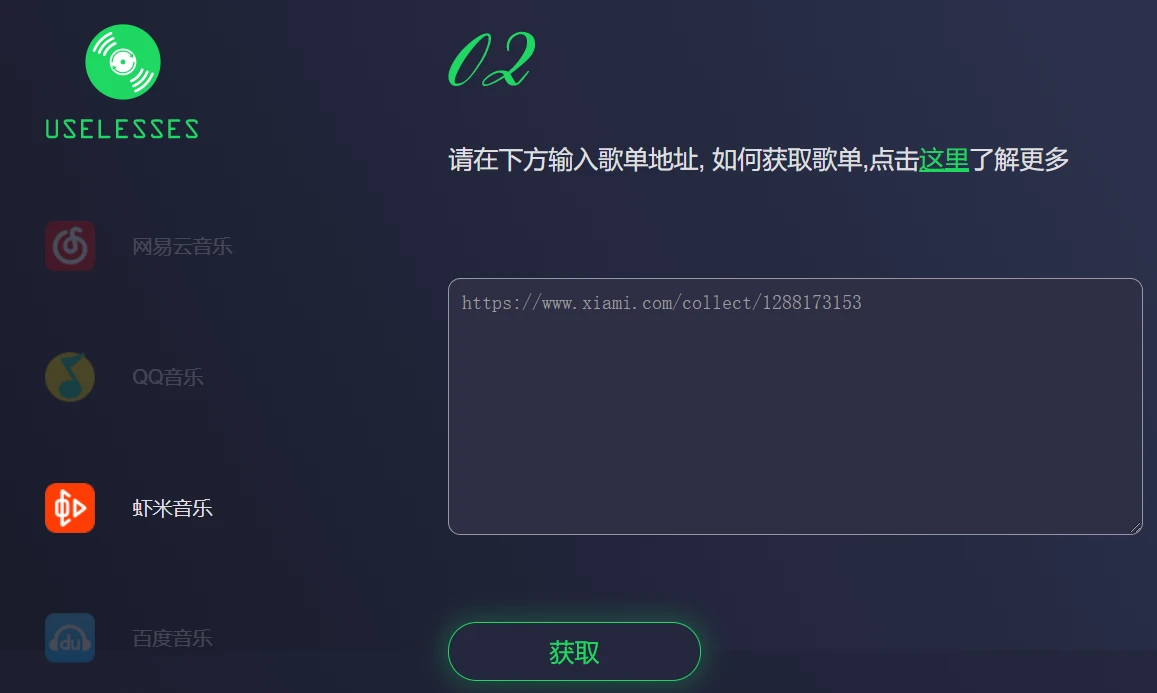 USELESSES
网易云音乐
QQ音乐
虾米音乐
du
百度音乐
02
请在下方输入歌单地址, 如何获取歌单,点击这里了解更多
https://www.xiami.com/collect/1288173153
获取